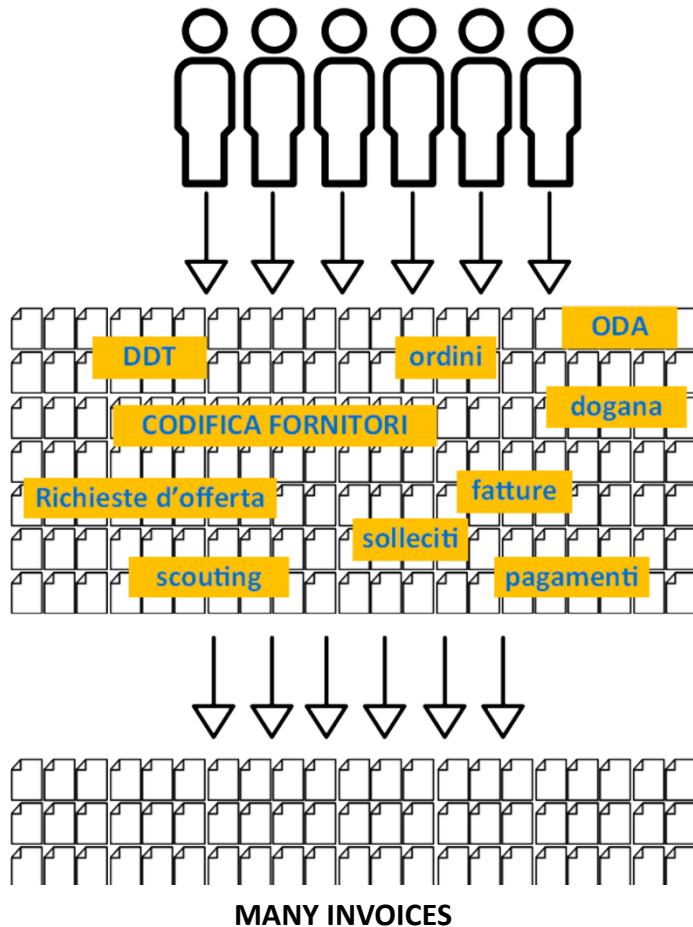 ODA
DDT
ordini
dogana
CODIFICA FORNITORI
Richieste d'offerta
fatture
solleciti
scouting
pagamenti
MANY INVOICES